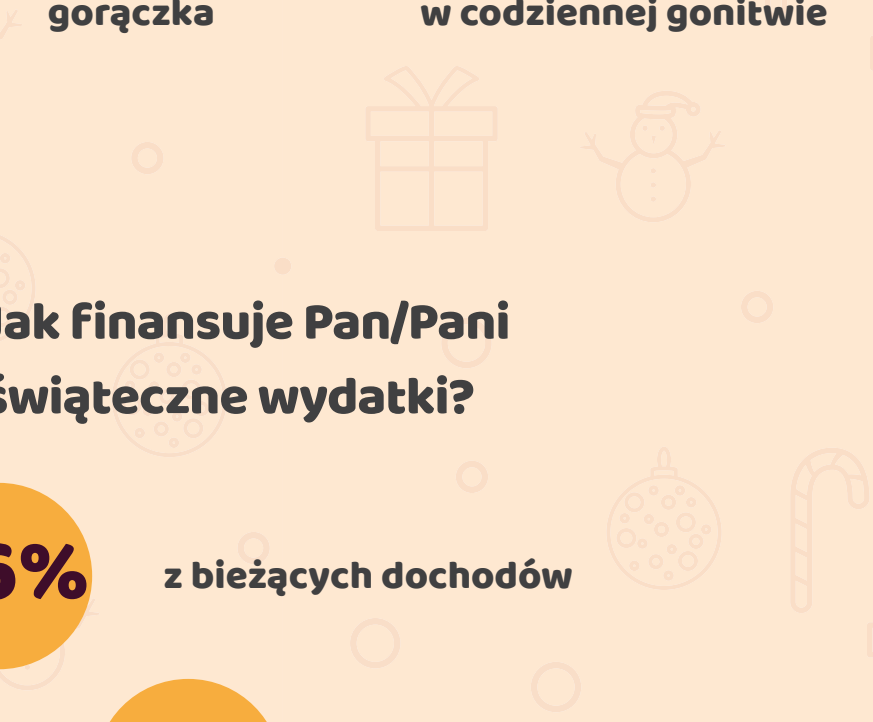 gorączka w codziennej gonitwie
Jak finansuje Pan/Pani
świąteczne wydatki?
6% z bieżących dochodów